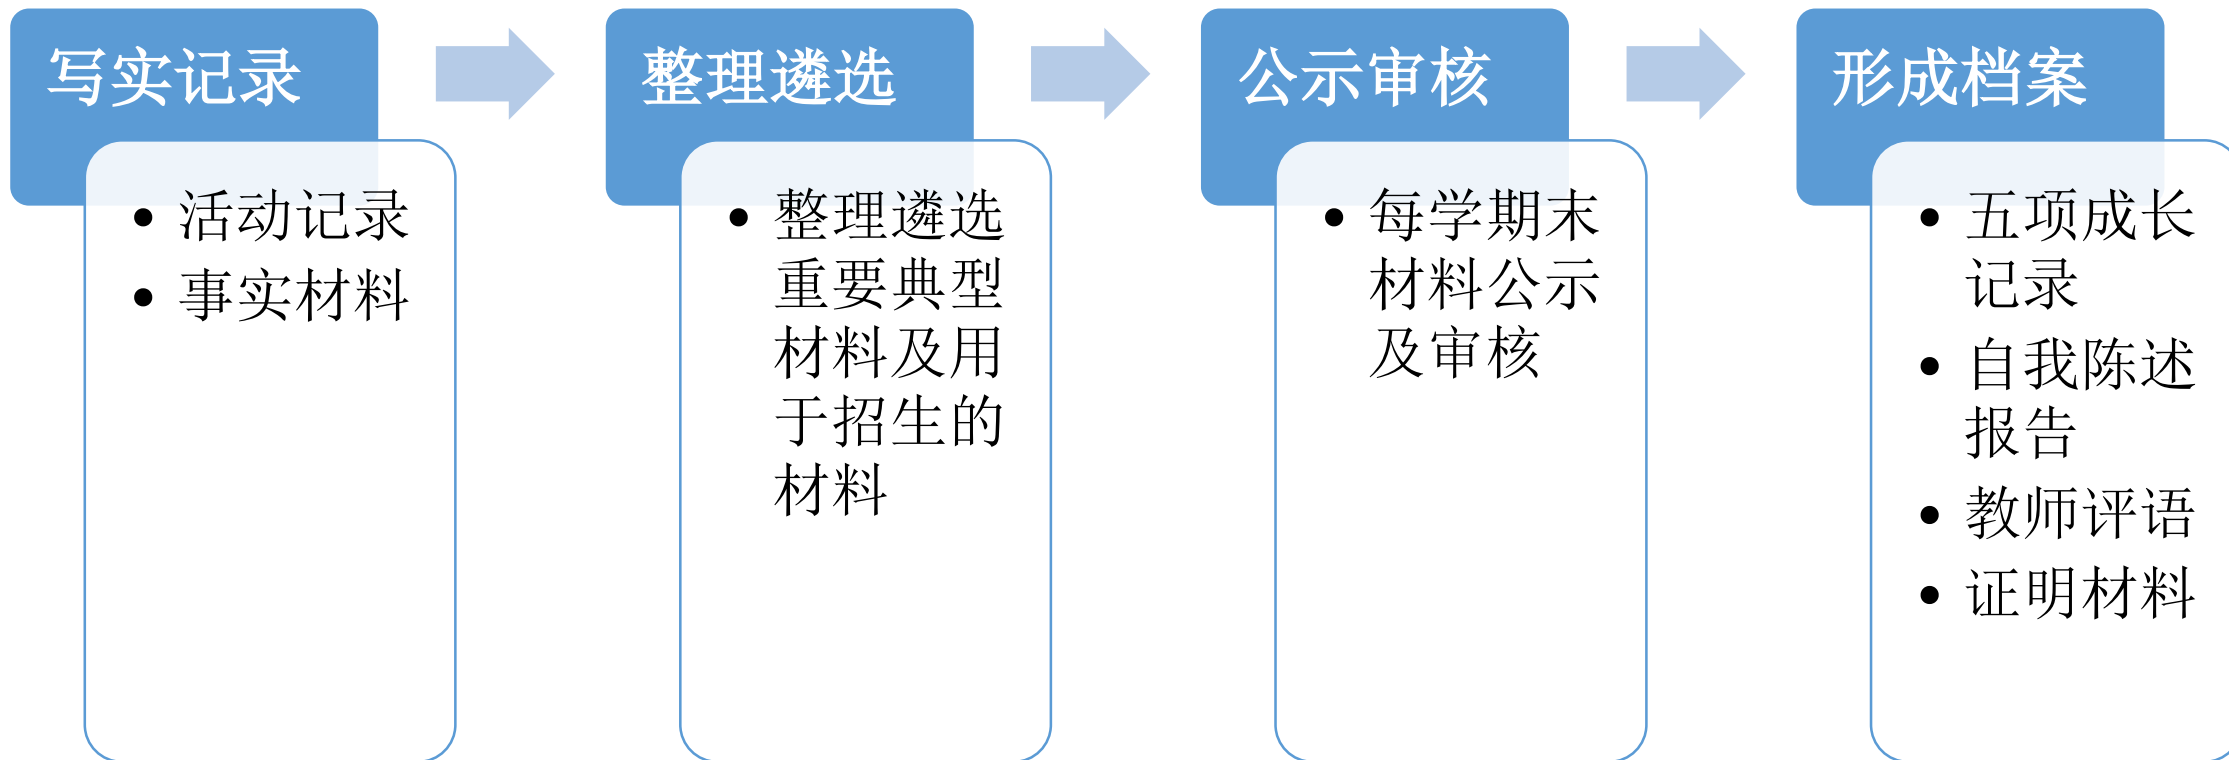 写实记录
• 活动记录
• 事实材料
整理遴选
• 整理遴选
重要典型
材料及用
于招生的
材料
公示审核
• 每学期末
材料公示
及审核
形成档案
• 五项成长
记录
• 自我陈述
报告
• 教师评语
• 证明材料